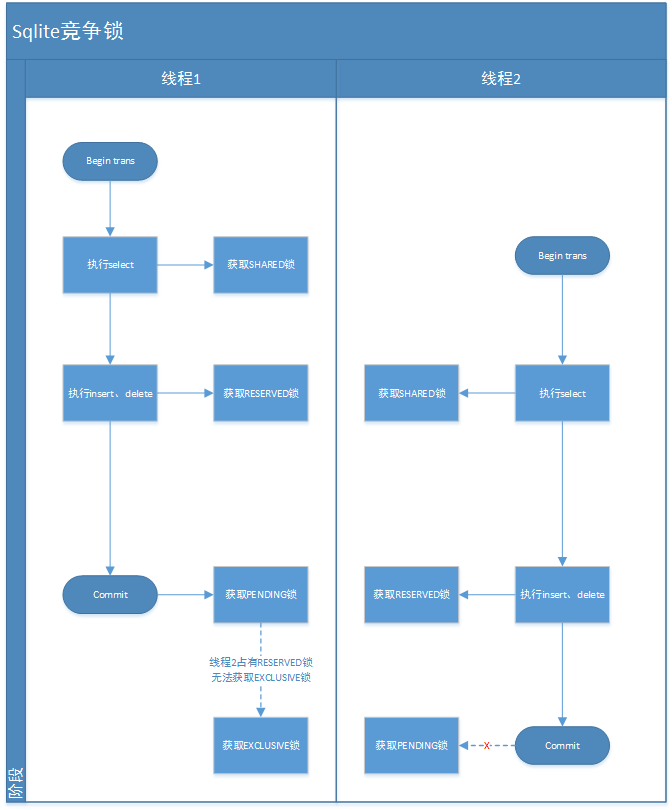 Sqlite竞争锁
线程1
线程2
Begin trans
执行select
获取SHARED锁
Begin trans
执行insert、delete
获取RESERVED锁
获取SHARED锁
执行select
Commit
获取PENDING锁
获取RESERVED锁
执行insert、delete
线程2占有RESERVED锁
无法获取EXCLUSIVE锁
获取EXCLUSIVE锁
获取PENDING锁
X
Commit
阶段